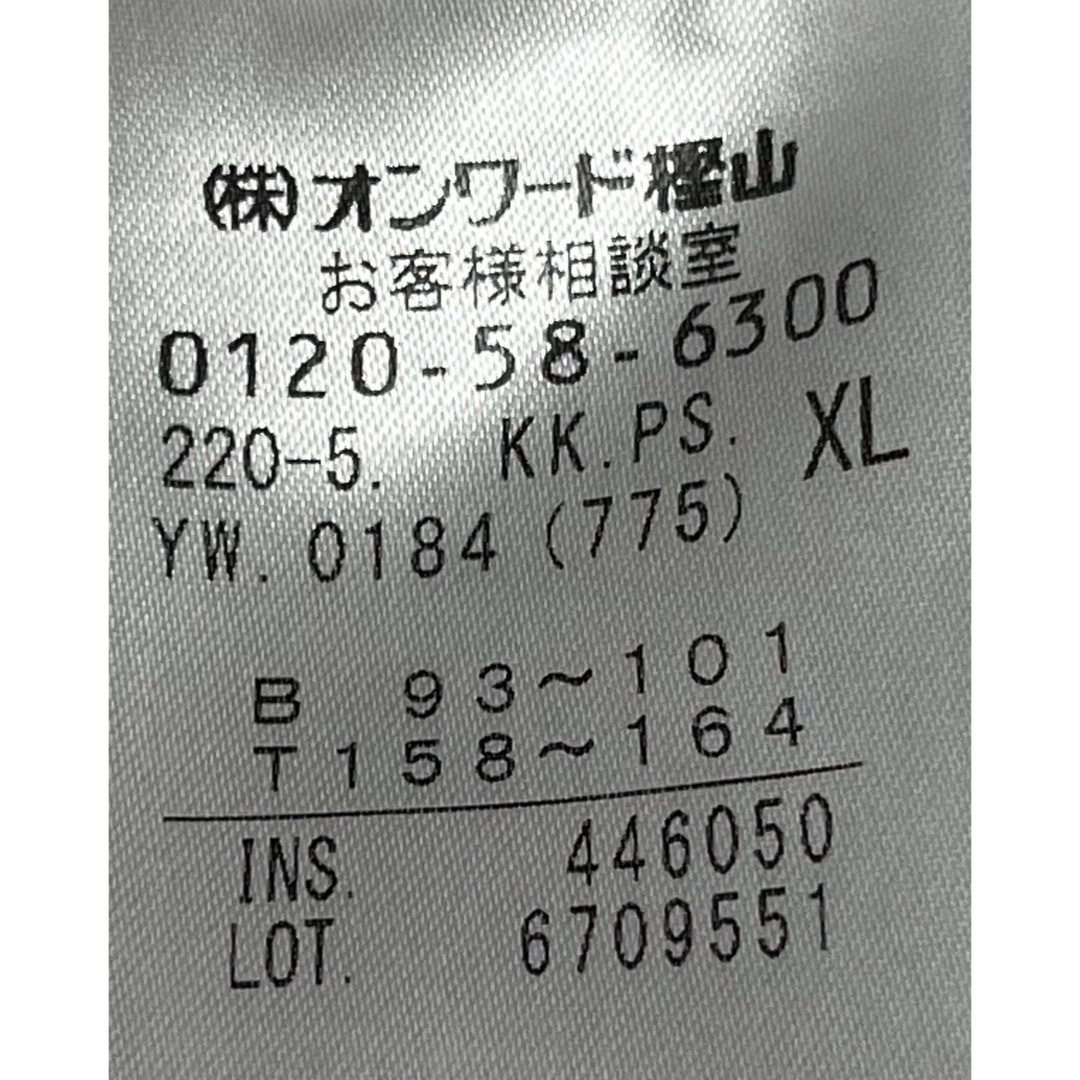 (株)オンワード樫山
お客様相談室
0120-58-6300
220-5. KK.PS. XL
YW. 0184 (775)
B 93~101
T158~164
INS. 446050
LOT. 6709551